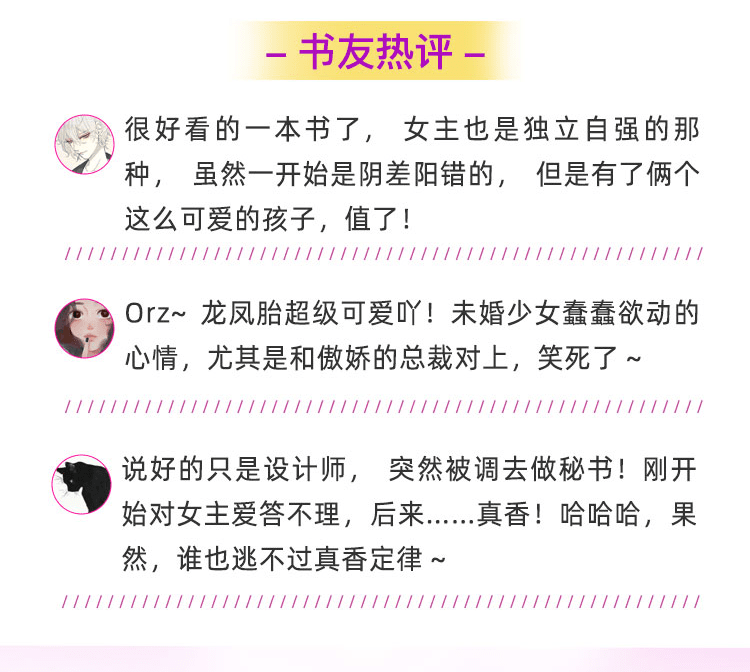 – 书友热评 –
很好看的一本书了， 女主也是独立自强的那
种， 虽然一开始是阴差阳错的， 但是有了俩个
这么可爱的孩子，值了！
Orz~ 龙凤胎超级可爱吖！未婚少女蠢蠢欲动的
心情，尤其是和傲娇的总裁对上，笑死了 ~
说好的只是设计师， 突然被调去做秘书！刚开
始对女主爱答不理，后来……真香！哈哈哈，果
然，谁也逃不过真香定律 ~